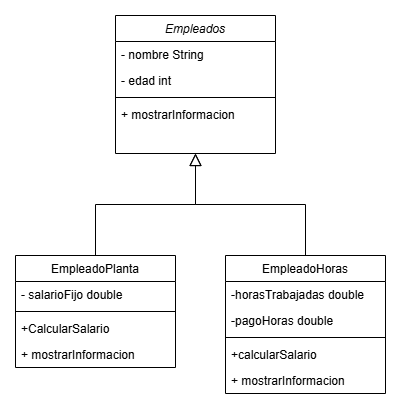 Empleados
- nombre String
- edad int
+ mostrarInformacion
EmpleadoPlanta
- salarioFijo double
+CalcularSalario
+ mostrarInformacion
EmpleadoHoras
-horasTrabajadas double
-pagoHoras double
+calcularSalario
+ mostrarInformacion